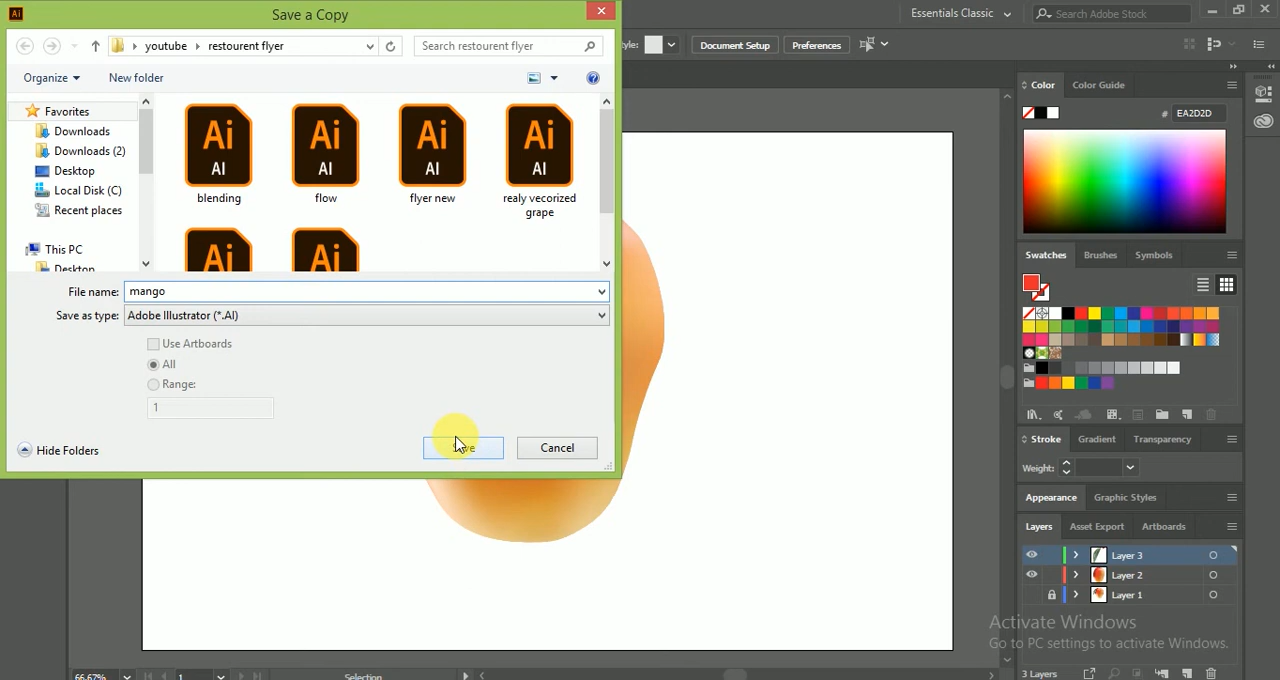 Ai
Save a Copy
Essentials Classic
Search Adobe Stock
youtube
restourent flyer
Search restourent flyer
Document Setup
Preferences
Organize
New folder
Color
Color Guide
# EA2D2D
Favorites
Downloads
Downloads (2)
Desktop
Local Disk (C)
Recent places
This PC
Desktop
Ai
AI
blending
Ai
AI
flow
Ai
AI
flyer new
Ai
AI
realy vecorized
grape
Ai
Ai
Swatches
Brushes
Symbols
File name:
mango
Save as type:
Adobe Illustrator (*.AI)
Use Artboards
All
Range:
1
Hide Folders
Cancel
Stroke
Gradient
Transparency
Weight:
Appearance
Graphic Styles
Layers
Asset Export
Artboards
Layer 3
Layer 2
Layer 1
Activate Windows
Go to PC settings to activate Windows.
66.67%
1
Selection
3 Layers